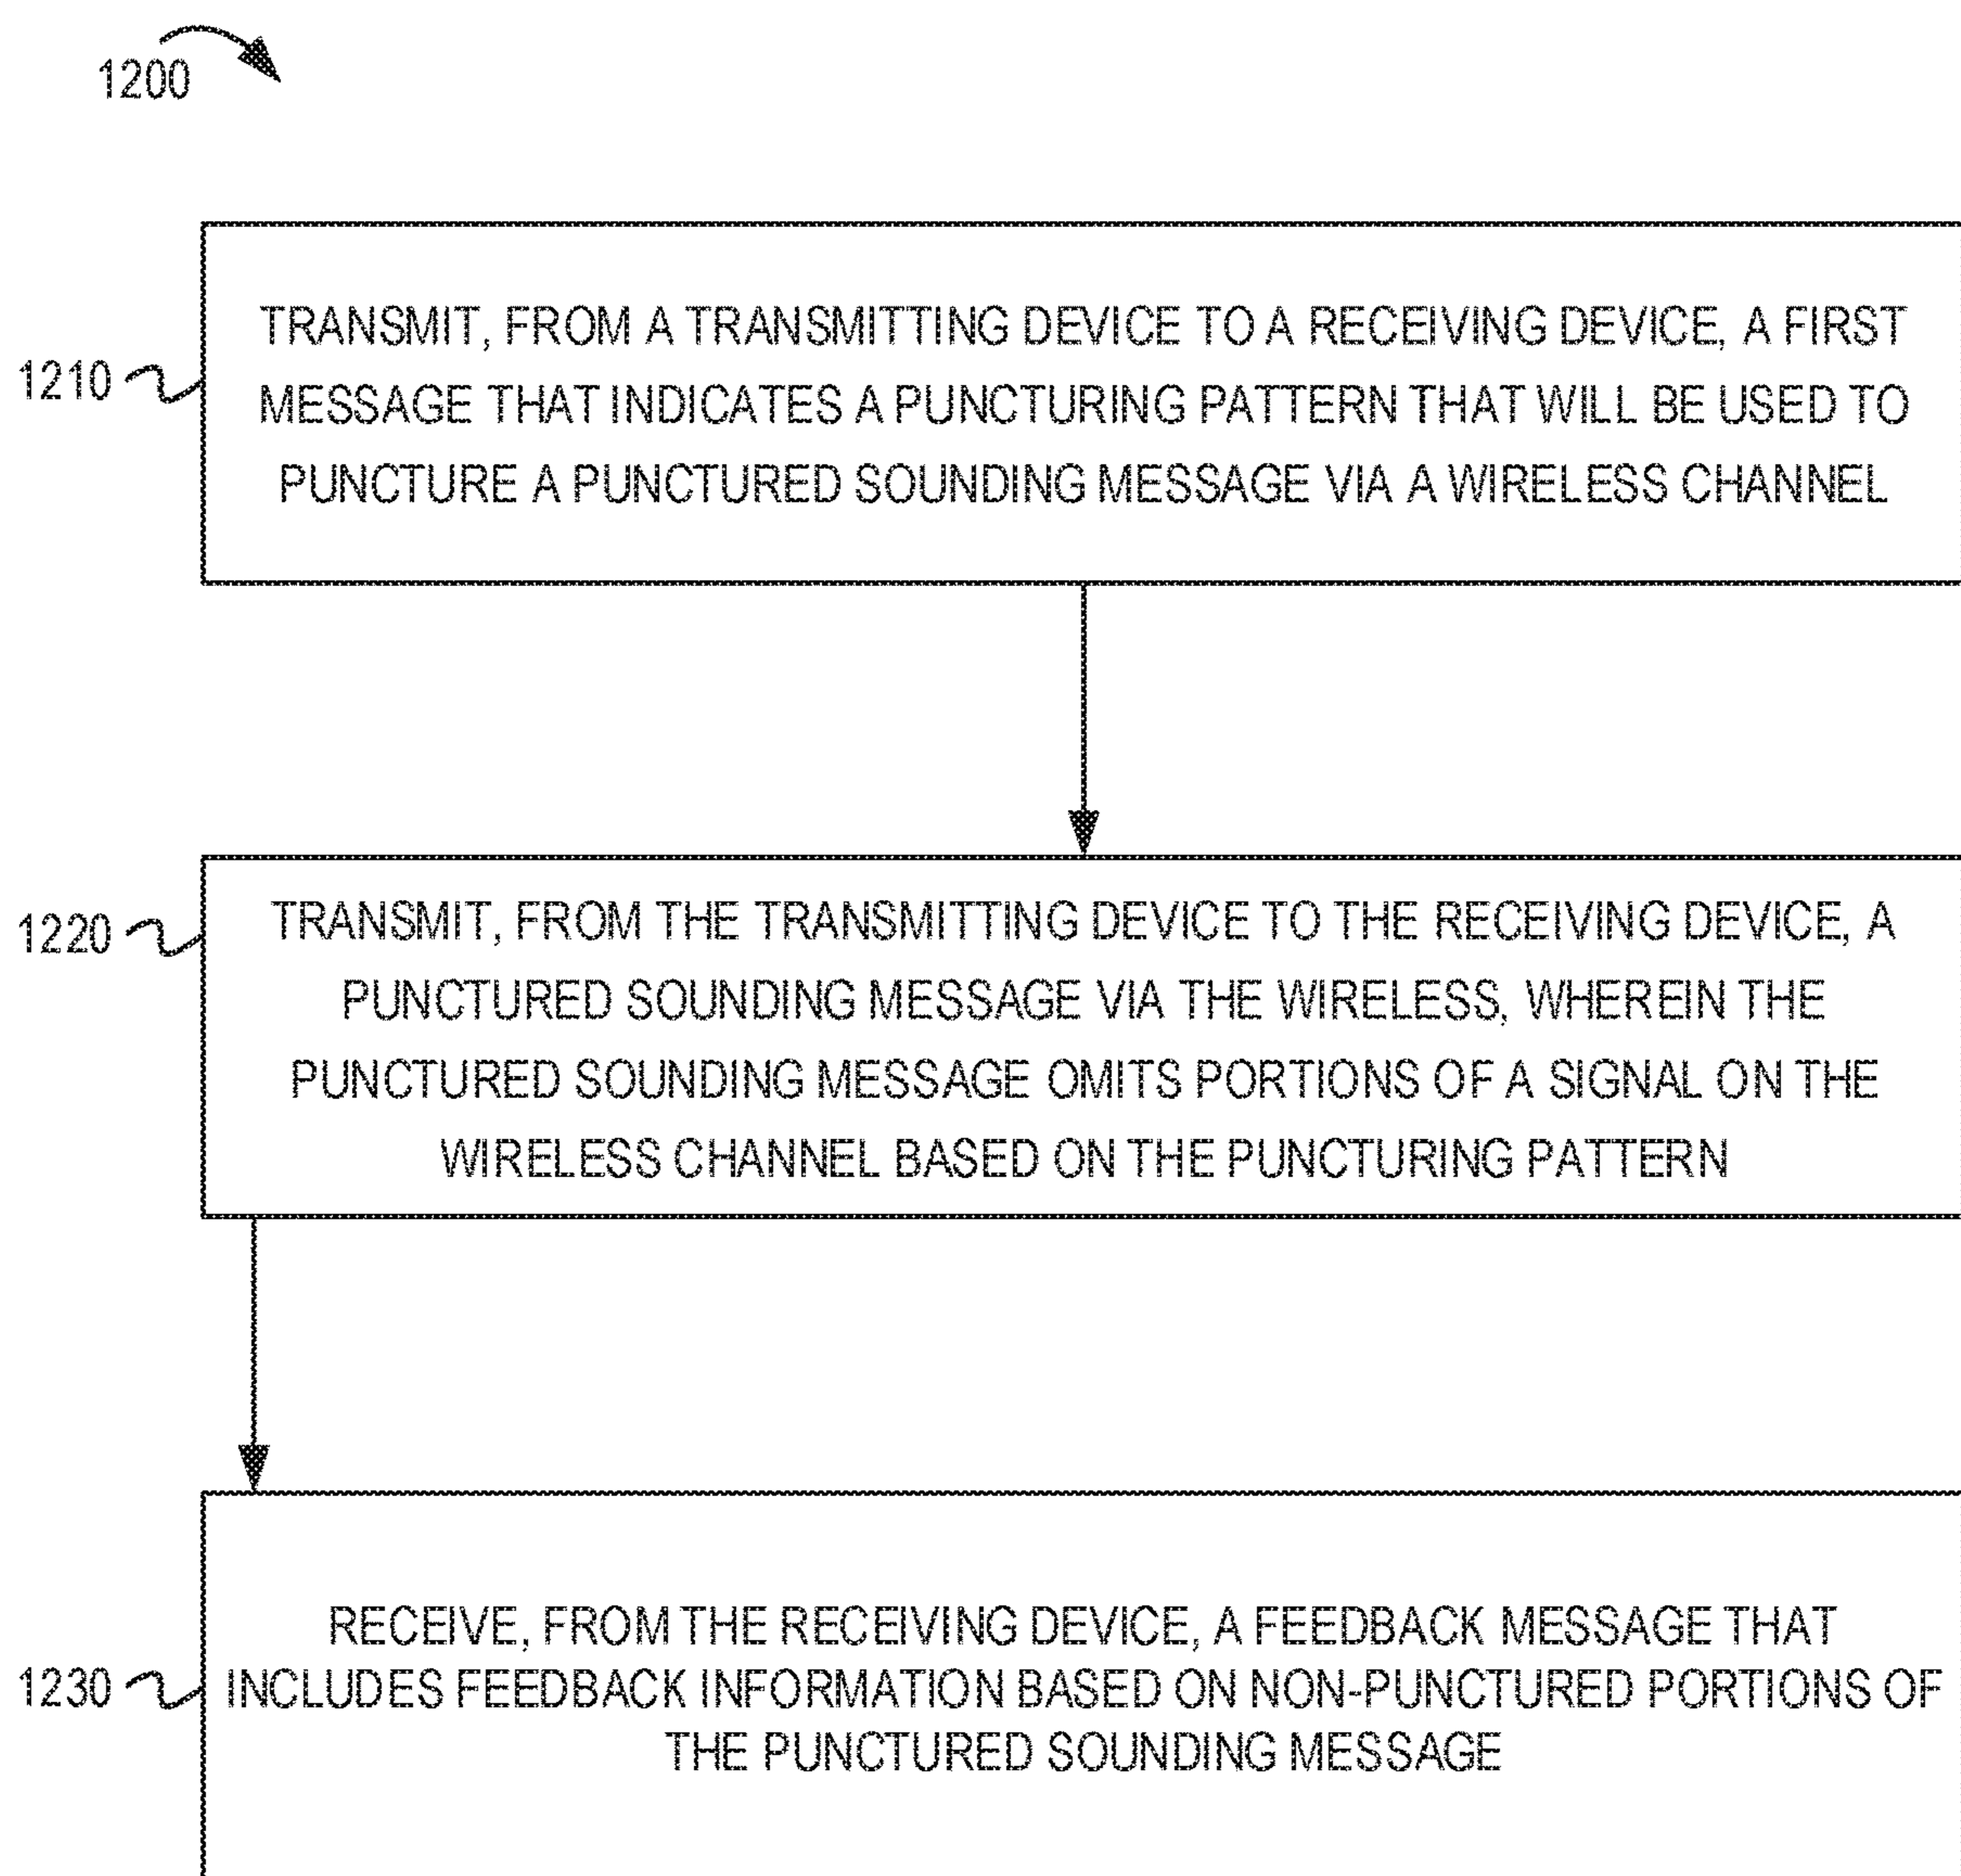 1200
1210
TRANSMIT, FROM A TRANSMITTING DEVICE TO A RECEIVING DEVICE, A FIRST
MESSAGE THAT INDICATES A PUNCTURING PATTERN THAT WILL BE USED TO
PUNCTURE A PUNCTURED SOUNDING MESSAGE VIA A WIRELESS CHANNEL
1220
TRANSMIT, FROM THE TRANSMITTING DEVICE TO THE RECEIVING DEVICE, A
PUNCTURED SOUNDING MESSAGE VIA THE WIRELESS, WHEREIN THE
PUNCTURED SOUNDING MESSAGE OMITS PORTIONS OF A SIGNAL ON THE
WIRELESS CHANNEL BASED ON THE PUNCTURING PATTERN
1230
RECEIVE, FROM THE RECEIVING DEVICE, A FEEDBACK MESSAGE THAT
INCLUDES FEEDBACK INFORMATION BASED ON NON-PUNCTURED PORTIONS OF
THE PUNCTURED SOUNDING MESSAGE